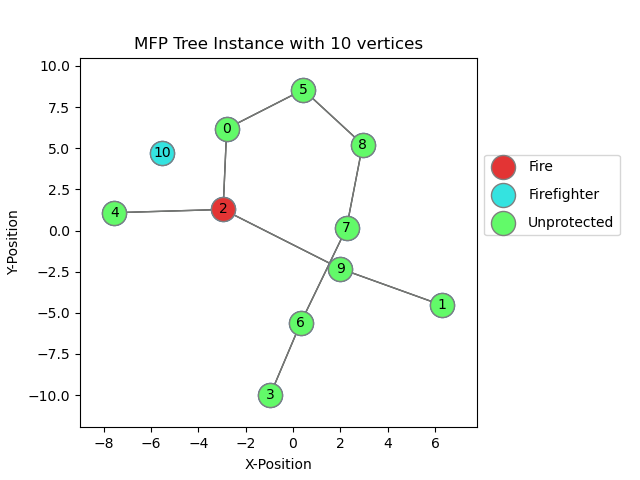 MFP Tree Instance with 10 vertices
10.0
7.5
5.0
2.5
0.0
−2.5
−5.0
−7.5
−10.0
Y-Position
5
0
8
10
4
2
7
9
1
6
3
−8 −6 −4 −2 0 2 4 6
X-Position
Fire
Firefighter
Unprotected